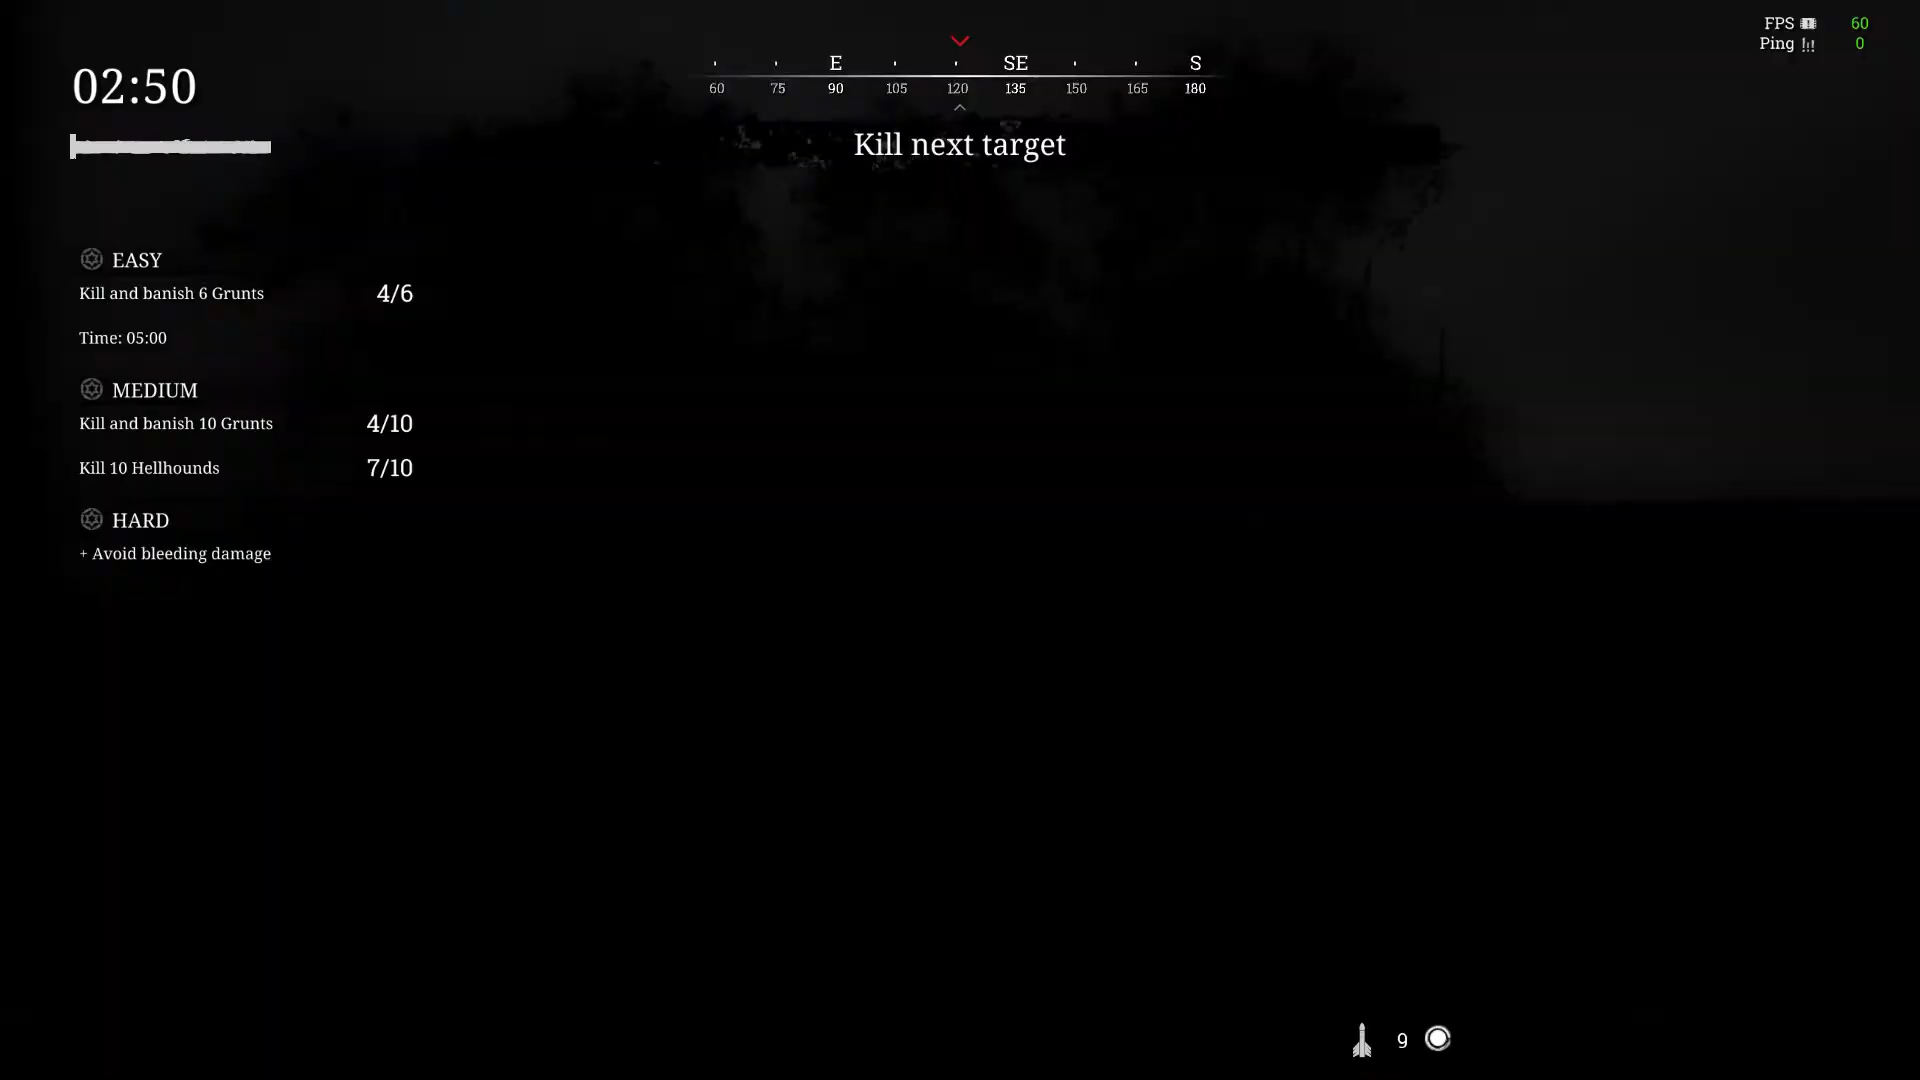 FPS 60
Ping 0
02:50
E SE S
60 75 90 105 120 135 150 165 180
Kill next target
EASY
Kill and banish 6 Grunts 4/6
Time: 05:00
MEDIUM
Kill and banish 10 Grunts 4/10
Kill 10 Hellhounds 7/10
HARD
+ Avoid bleeding damage
9